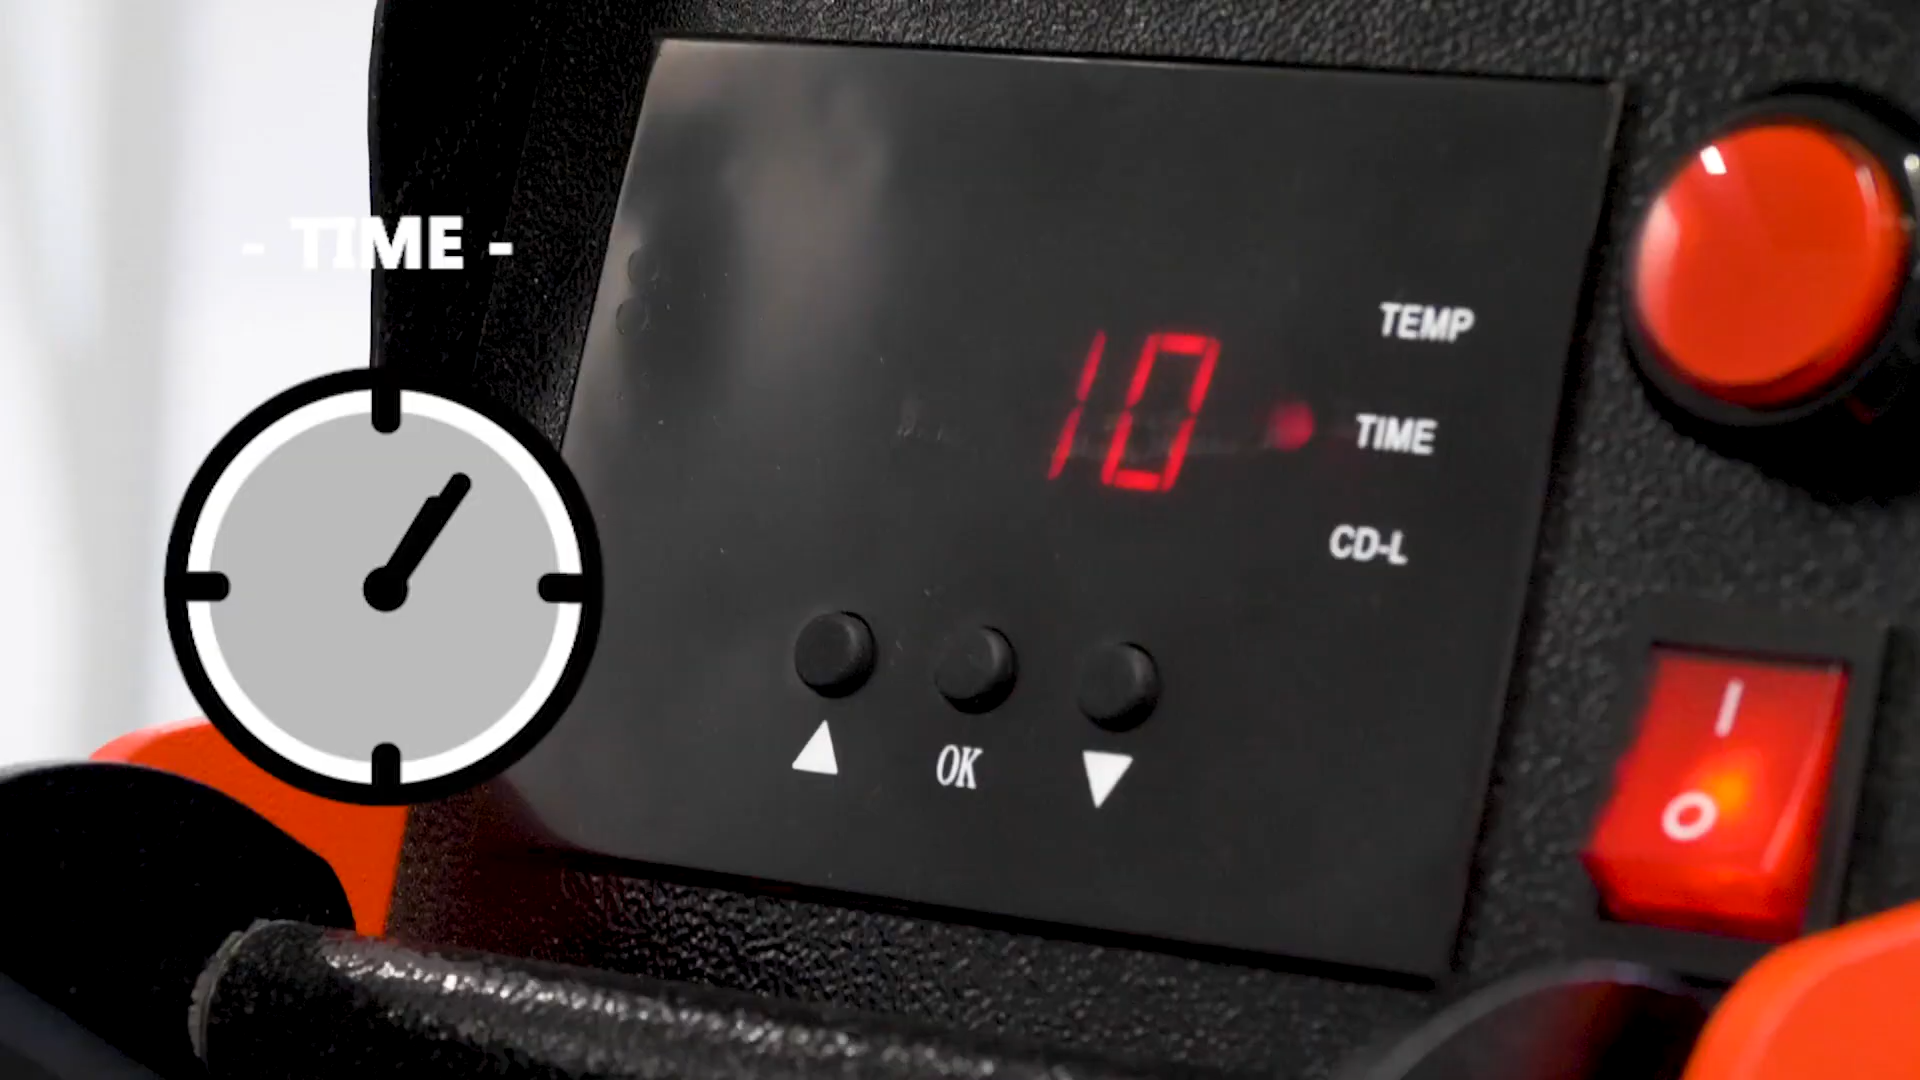 - TIME -
10
TEMP
TIME
CD-L
▲ OK ▼
I
O